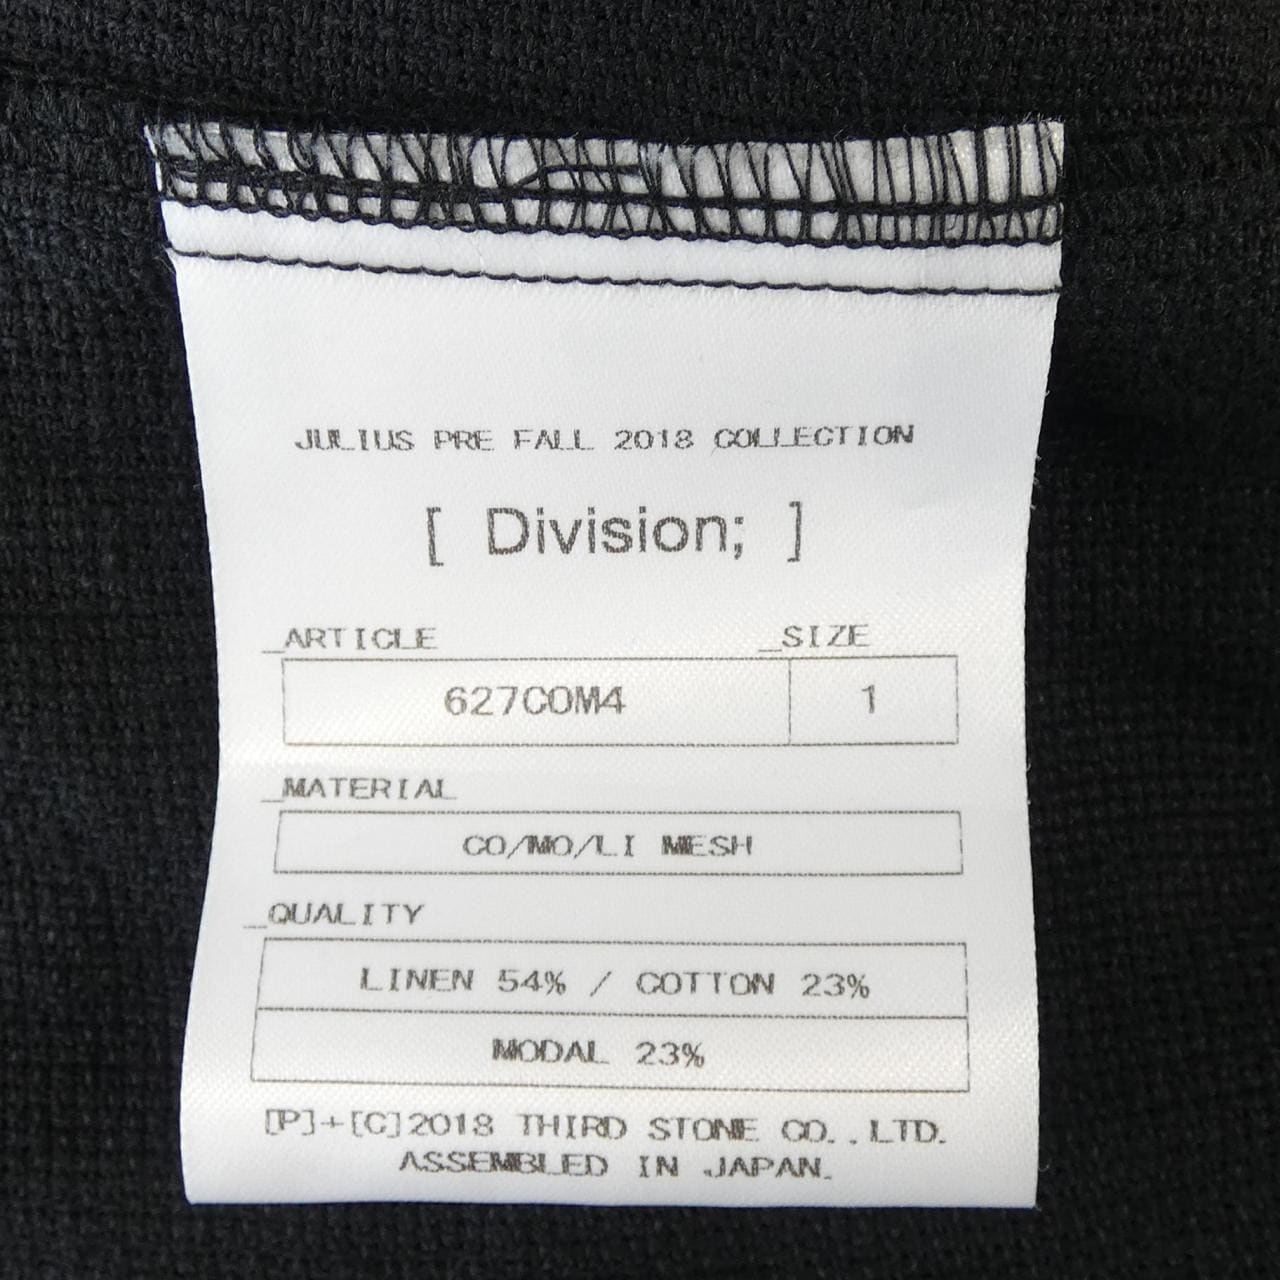 JULIUS PRE FALL 2018 COLLECTION
[ Division; ]
_ARTICLE _SIZE
627COM4 1
_MATERIAL
CO/MO/LI MESH
_QUALITY
LINEN 54% / COTTON 23%
MODAL 23%
[P]+[C]2018 THIRD STONE CO.,LTD.
ASSEMBLED IN JAPAN.